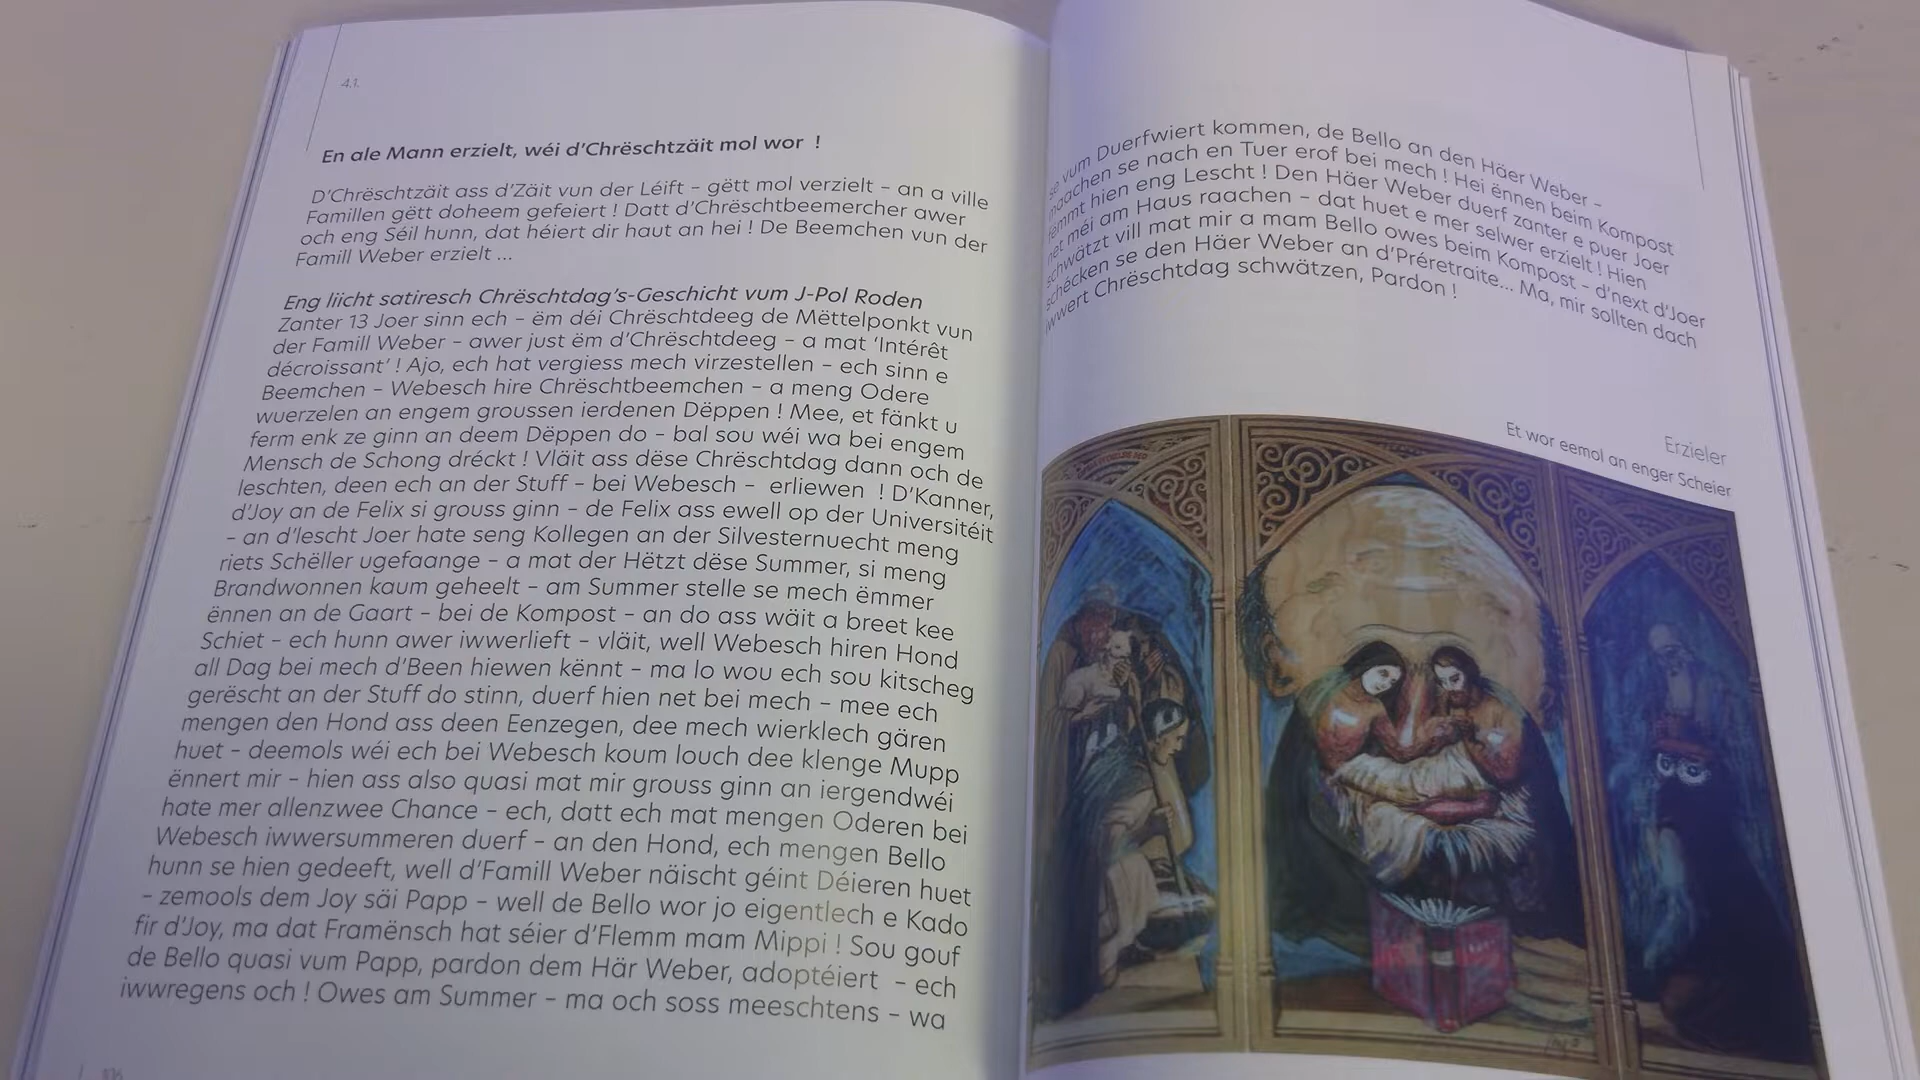 4.1.
En ale Mann erzielt, wéi d'Chrëschtzäit mol wor !
D'Chrëschtzäit ass d'Zäit vun der Léift – gëtt mol verzielt – an a ville
Famillen gëtt doheem gefeiert ! Datt d'Chrëschtbeemercher awer
och eng Séil hunn, dat héiert dir haut an hei ! De Beemchen vun der
Famill Weber erzielt ...
Eng liicht satiresch Chrëschtdag's-Geschicht vum J-Pol Roden
Zanter 13 Joer sinn ech – ëm déi Chrëschtdeeg de Mëttelponkt vun
der Famill Weber – awer just ëm d'Chrëschtdeeg – a mat 'Intérêt
décroissant' ! Ajo, ech hat vergiess mech virzestellen – ech sinn e
Beemchen – Webesch hire Chrëschtbeemchen – a meng Odere
wuerzelen an engem groussen ierdenen Dëppen ! Mee, et fänkt u
ferm enk ze ginn an deem Dëppen do – bal sou wéi wa bei engem
Mensch de Schong dréckt ! Vläit ass dëse Chrëschtdag dann och de
leschten, deen ech an der Stuff – bei Webesch – erliewen ! D'Kanner,
d'Joy an de Felix si grouss ginn – de Felix ass ewell op der Universitéit
– an d'lescht Joer hate seng Kollegen an der Silvesternuecht meng
riets Schëller ugefaange – a mat der Hëtzt dëse Summer, si meng
Brandwonnen kaum geheelt – am Summer stelle se mech ëmmer
ënnen an de Gaart – bei de Kompost – an do ass wäit a breet kee
Schiet – ech hunn awer iwwerlieft – vläit, well Webesch hiren Hond
all Dag bei mech d'Been hiewen kënnt – ma lo wou ech sou kitscheg
gerëscht an der Stuff do stinn, duerf hien net bei mech – mee ech
mengen den Hond ass deen Eenzegen, dee mech wierklech gären
huet – deemols wéi ech bei Webesch koum louch dee klenge Mupp
ënnert mir – hien ass also quasi mat mir grouss ginn an iergendwéi
hate mer allenzwee Chance – ech, datt ech mat mengen Oderen bei
Webesch iwwersummeren duerf – an den Hond, ech mengen Bello
hunn se hien gedeeft, well d'Famill Weber näischt géint Déieren huet
– zemools dem Joy säi Papp – well de Bello wor jo eigentlech e Kado
fir d'Joy, ma dat Framënsch hat séier d'Flemm mam Mippi ! Sou gouf
de Bello quasi vum Papp, pardon dem Här Weber, adoptéiert – ech
iwwregens och ! Owes am Summer – ma och soss meeschtens – wa
se vum Duerfwiert kommen, de Bello an den Häer Weber –
maachen se nach en Tuer erof bei mech ! Hei ënnen beim Kompost
fëmmt hien eng Lescht ! Den Häer Weber duerf zanter e puer Joer
net méi am Haus raachen – dat huet e mer selwer erzielt ! Hien
schwätzt vill mat mir a mam Bello owes beim Kompost – d'next d'Joer
schécken se den Häer Weber an d'Préretraite... Ma, mir sollten dach
iwwert Chrëschtdag schwätzen, Pardon !
Erzieler
Et wor eemol an enger Scheier